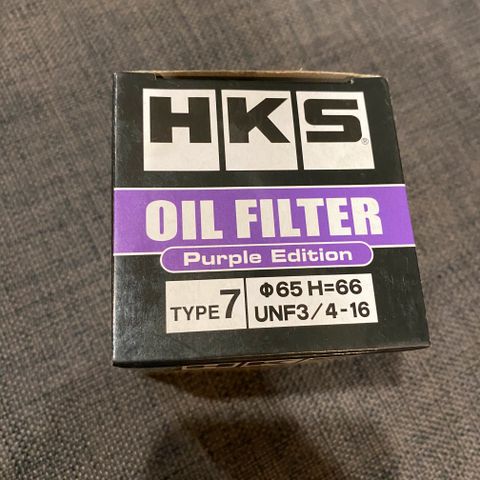 HKS®
OIL FILTER
Purple Edition
TYPE 7
Φ65 H=66
UNF3/4-16